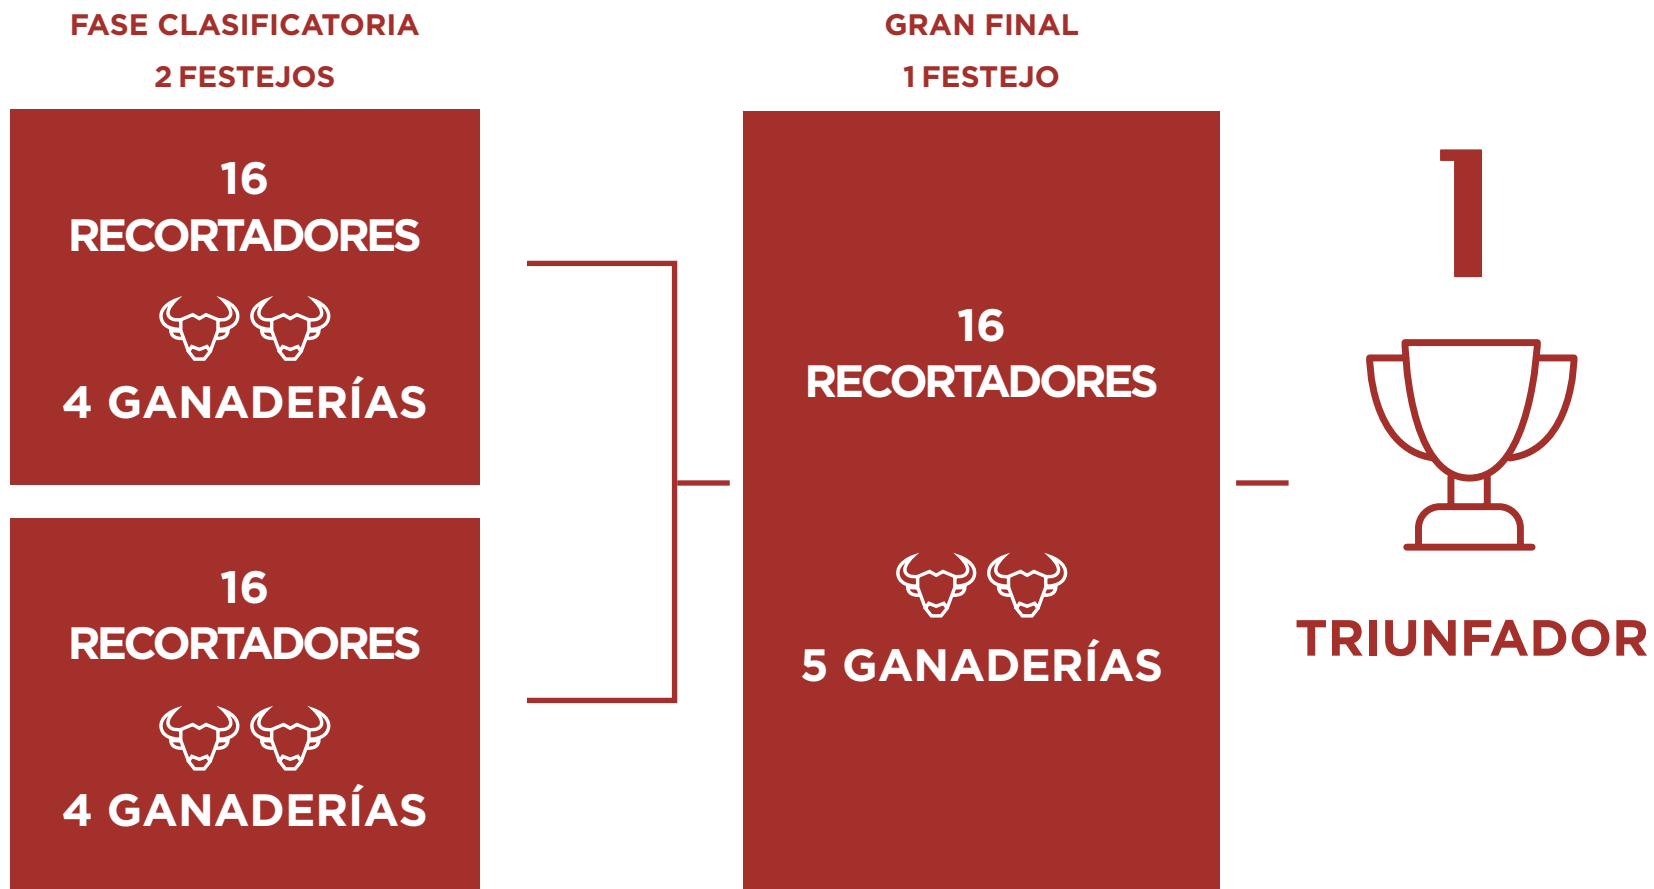 FASE CLASIFICATORIA
2 FESTEJOS
16
RECORTADORES
4 GANADERÍAS
16
RECORTADORES
4 GANADERÍAS
GRAN FINAL
1 FESTEJO
16
RECORTADORES
5 GANADERÍAS
1
TRIUNFADOR